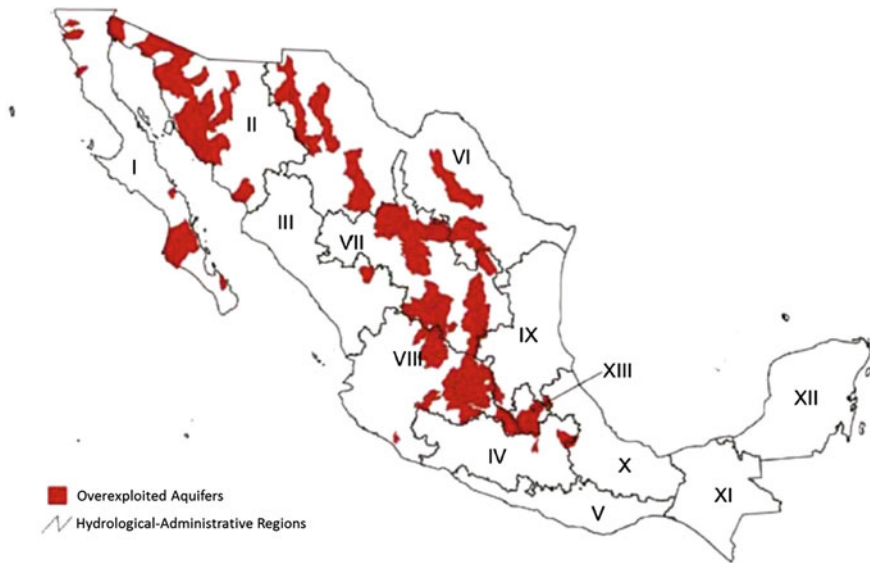 II
VI
I
III
VII
IX
VIII
XIII
XII
IV
X
XI
V
Overexploited Aquifers
Hydrological-Administrative Regions